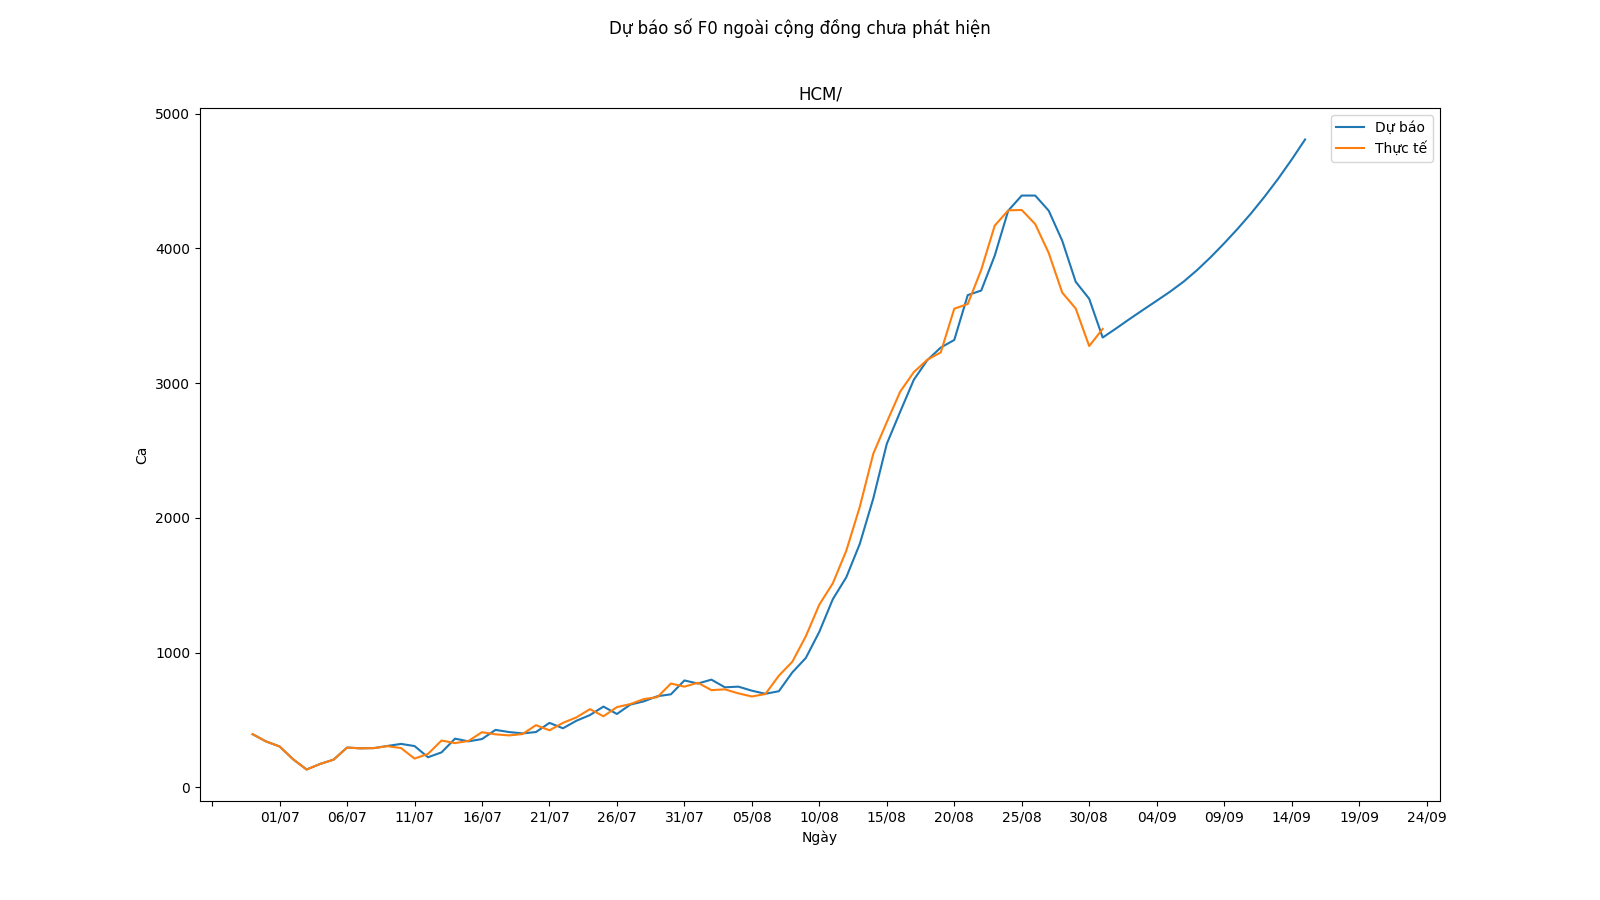 Dự báo số F0 ngoài cộng đồng chưa phát hiện
HCM/
Dự báo
Thực tế
5000
4000
3000
2000
1000
0
Ca
01/07 06/07 11/07 16/07 21/07 26/07 31/07 05/08 10/08 15/08 20/08 25/08 30/08 04/09 09/09 14/09 19/09 24/09
Ngày